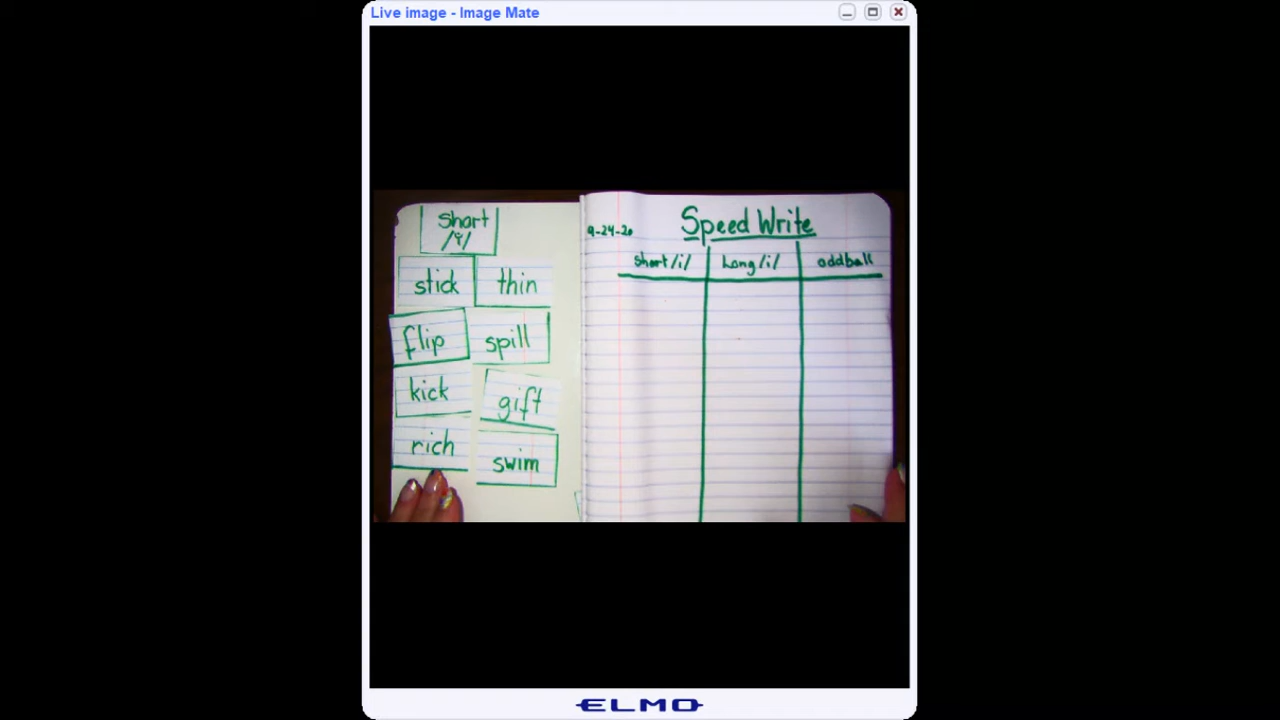 Live image - Image Mate
short
/ĭ/
stick thin
flip spill
kick gift
rich swim
9-24-20 Speed Write
short /i/ Long /i/ oddball
ELMO